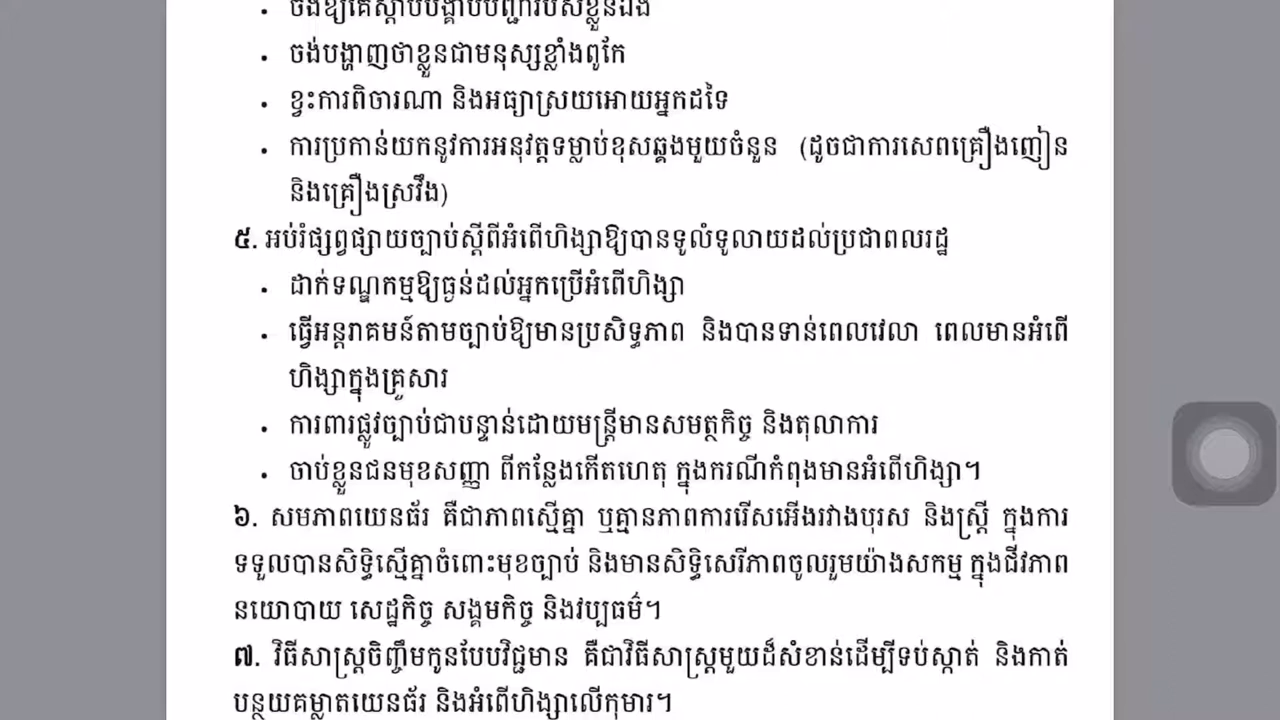 ចង់ឱ្យគេស្តាប់បង្គាប់បញ្ជារបស់ខ្លួនឯង
• ចង់បង្ហាញថាខ្លួនជាមនុស្សខ្លាំងពូកែ
• ខ្វះការពិចារណា និងអធ្យាស្រយអោយអ្នកដទៃ
• ការប្រកាន់យកនូវការអនុវត្តទម្លាប់ខុសឆ្គងមួយចំនួន (ដូចជាការសេពគ្រឿងញៀន
និងគ្រឿងស្រវឹង)
៥. អប់រំផ្សព្វផ្សាយច្បាប់ស្តីពីអំពើហិង្សាឱ្យបានទូលំទូលាយដល់ប្រជាពលរដ្ឋ
• ដាក់ទណ្ឌកម្មឱ្យធ្ងន់ដល់អ្នកប្រើអំពើហិង្សា
• ធ្វើអន្តរាគមន៍តាមច្បាប់ឱ្យមានប្រសិទ្ធភាព និងបានទាន់ពេលវេលា ពេលមានអំពើ
ហិង្សាក្នុងគ្រួសារ
• ការពារផ្លូវច្បាប់ជាបន្ទាន់ដោយមន្ត្រីមានសមត្ថកិច្ច និងតុលាការ
• ចាប់ខ្លួនជនមុខសញ្ញា ពីកន្លែងកើតហេតុ ក្នុងករណីកំពុងមានអំពើហិង្សា។
៦. សមភាពយេនធ័រ គឺជាភាពស្មើគ្នា ឬគ្មានភាពការរើសអើងរវាងបុរស និងស្ត្រី ក្នុងការ
ទទួលបានសិទ្ធិស្មើគ្នាចំពោះមុខច្បាប់ និងមានសិទ្ធិសេរីភាពចូលរួមយ៉ាងសកម្ម ក្នុងជីវភាព
នយោបាយ សេដ្ឋកិច្ច សង្គមកិច្ច និងវប្បធម៌។
៧. វិធីសាស្ត្រចិញ្ចឹមកូនបែបវិជ្ជមាន គឺជាវិធីសាស្ត្រមួយដ៏សំខាន់ដើម្បីទប់ស្កាត់ និងកាត់
បន្ថយគម្លាតយេនធ័រ និងអំពើហិង្សាលើកុមារ។